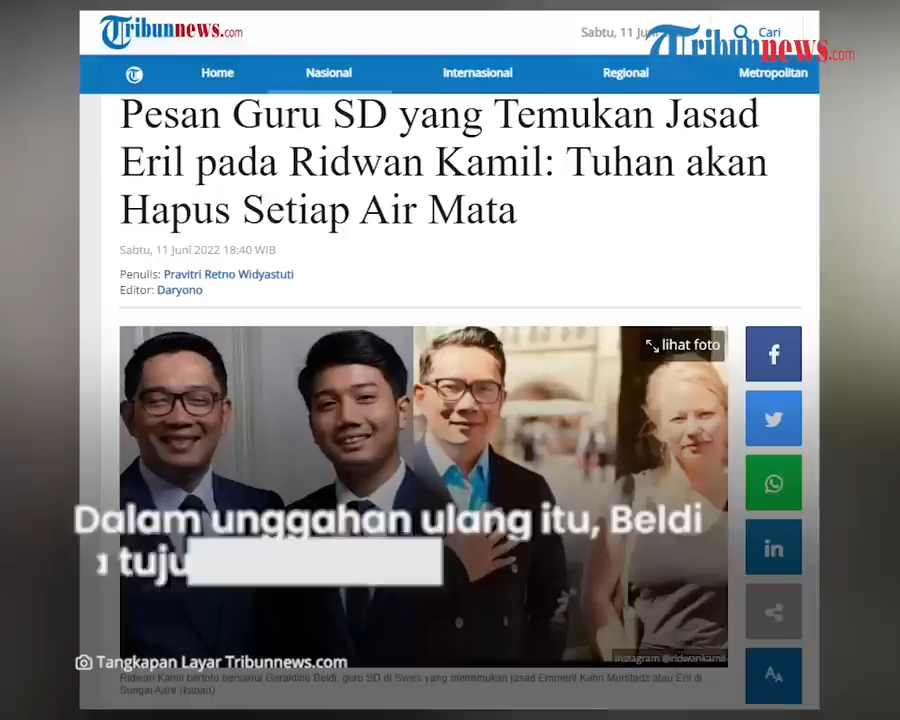 Tribunnews.com
Sabtu, 11 Juni
Cari
Tribunnews.com
Home
Nasional
Internasional
Regional
Metropolitan
Pesan Guru SD yang Temukan Jasad
Eril pada Ridwan Kamil: Tuhan akan
Hapus Setiap Air Mata
Sabtu, 11 Juni 2022 18:40 WIB
Penulis: Pravitri Retno Widyastuti
Editor: Daryono
lihat foto
Dalam unggahan ulang itu, Beldi
tuju
Instagram @ridwankamil
Tangkapan Layar Tribunnews.com
Ridwan Kamil berfoto bersama Geraldine Beldi, guru SD di Swiss yang menemukan jasad Emmeril Kahn Mumtadz atau Eril di
Sungai Aare (kanan)